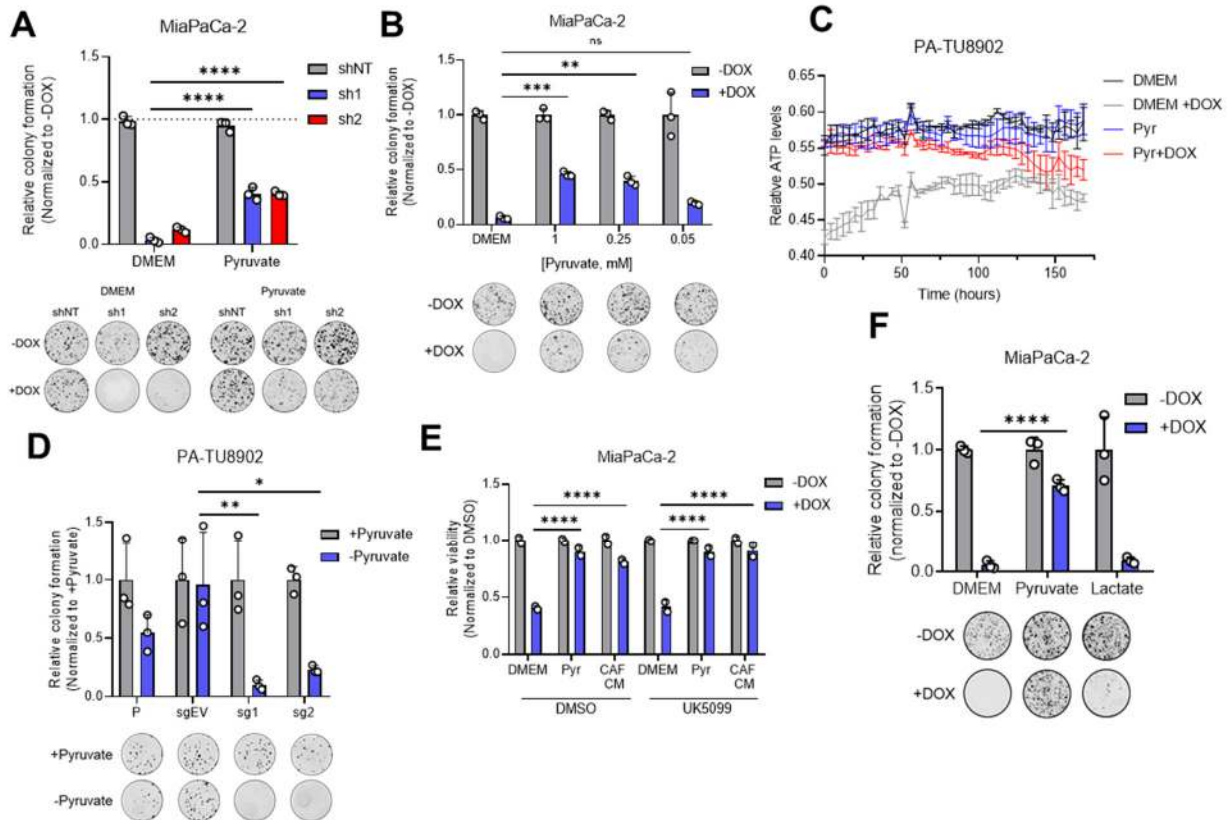 A
MiaPaCa-2
Relative colony formation
(Normalized to -DOX)
1.5
1.0
0.5
0.0
****
****
shNT
sh1
sh2
DMEM
Pyruvate
DMEM
Pyruvate
shNT sh1 sh2 shNT sh1 sh2
-DOX
+DOX
B
MiaPaCa-2
Relative colony formation
(Normalized to -DOX)
1.5
1.0
0.5
0.0
ns
**
***
-DOX
+DOX
DMEM 1 0.25 0.05
[Pyruvate, mM]
-DOX
+DOX
C
PA-TU8902
Relative ATP levels
0.65
0.60
0.55
0.50
0.45
0.40
0 50 100 150
Time (hours)
DMEM
DMEM +DOX
Pyr
Pyr+DOX
D
PA-TU8902
Relative colony formation
(Normalized to +Pyruvate)
1.5
1.0
0.5
0.0
*
**
+Pyruvate
-Pyruvate
P sgEV sg1 sg2
+Pyruvate
-Pyruvate
E
MiaPaCa-2
Relative viability
(Normalized to DMSO)
1.5
1.0
0.5
0.0
****
****
****
****
-DOX
+DOX
DMEM Pyr CAF DMEM Pyr CAF
CM CM
DMSO UK5099
F
MiaPaCa-2
Relative colony formation
(normalized to -DOX)
1.5
1.0
0.5
0.0
****
-DOX
+DOX
DMEM Pyruvate Lactate
-DOX
+DOX